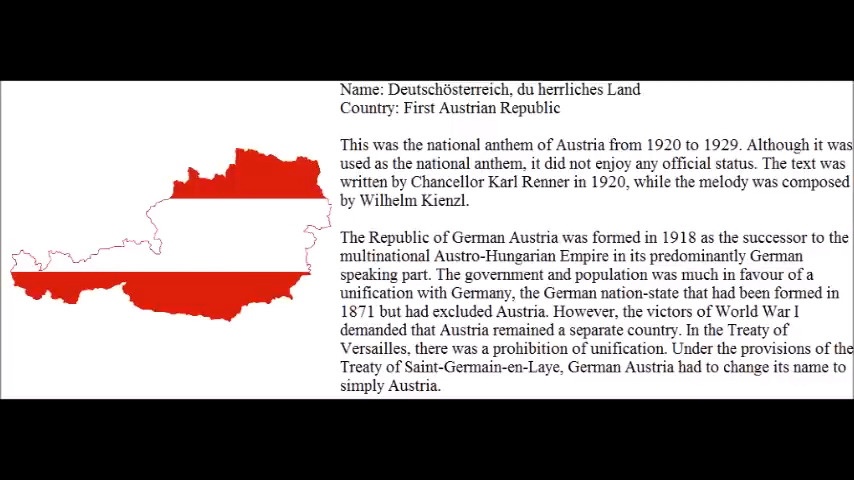 Name: Deutschösterreich, du herrliches Land
Country: First Austrian Republic
This was the national anthem of Austria from 1920 to 1929. Although it was
used as the national anthem, it did not enjoy any official status. The text was
written by Chancellor Karl Renner in 1920, while the melody was composed
by Wilhelm Kienzl.
The Republic of German Austria was formed in 1918 as the successor to the
multinational Austro-Hungarian Empire in its predominantly German
speaking part. The government and population was much in favour of a
unification with Germany, the German nation-state that had been formed in
1871 but had excluded Austria. However, the victors of World War I
demanded that Austria remained a separate country. In the Treaty of
Versailles, there was a prohibition of unification. Under the provisions of the
Treaty of Saint-Germain-en-Laye, German Austria had to change its name to
simply Austria.